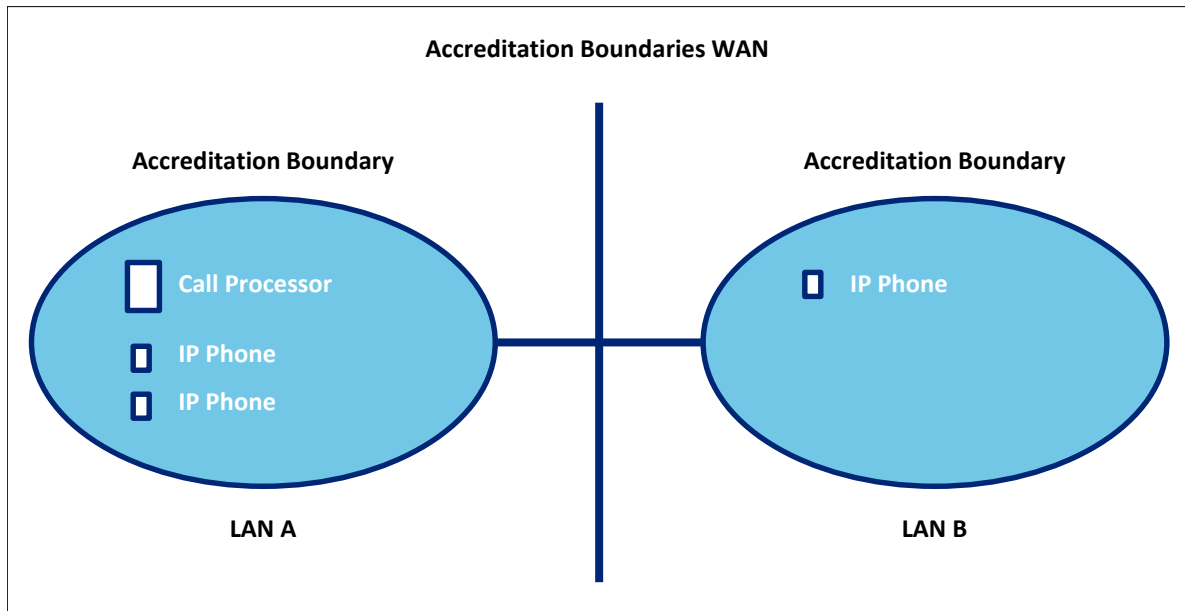 Accreditation Boundaries WAN
Accreditation Boundary
Accreditation Boundary
Call Processor
IP Phone
IP Phone
IP Phone
LAN A
LAN B